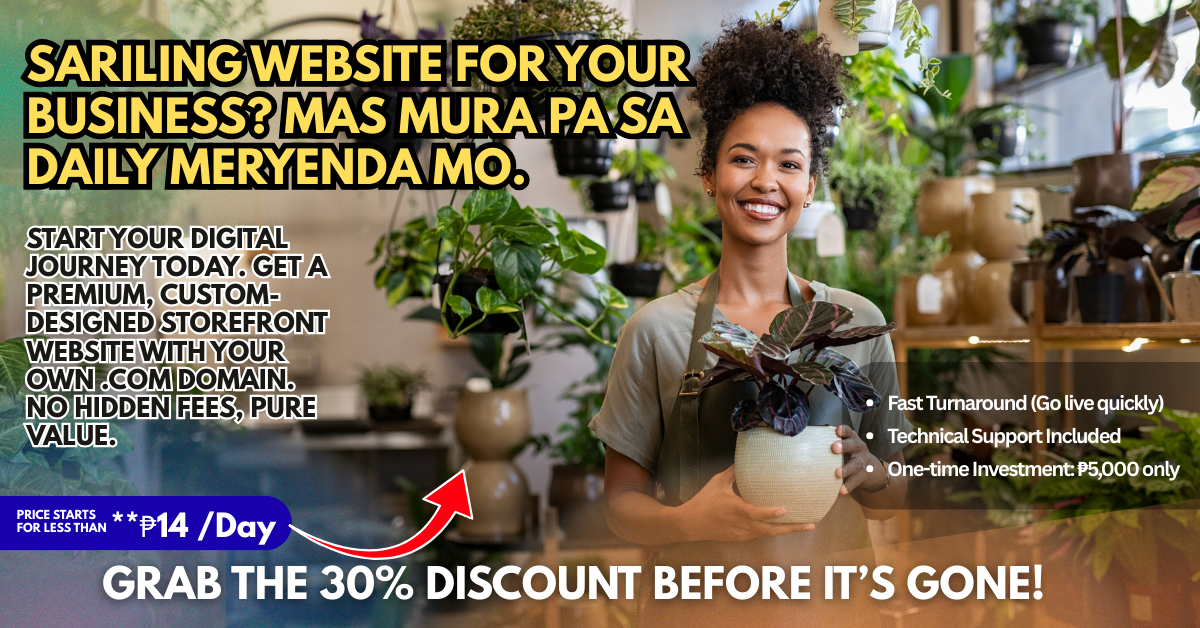 SARILING WEBSITE FOR YOUR
BUSINESS? MAS MURA PA SA
DAILY MERYENDA MO.
START YOUR DIGITAL
JOURNEY TODAY. GET A
PREMIUM, CUSTOM-
DESIGNED STOREFRONT
WEBSITE WITH YOUR
OWN .COM DOMAIN.
NO HIDDEN FEES, PURE
VALUE.
• Fast Turnaround (Go live quickly)
• Technical Support Included
• One-time Investment: ₱5,000 only
PRICE STARTS
FOR LESS THAN **₱14 /Day
GRAB THE 30% DISCOUNT BEFORE IT’S GONE!